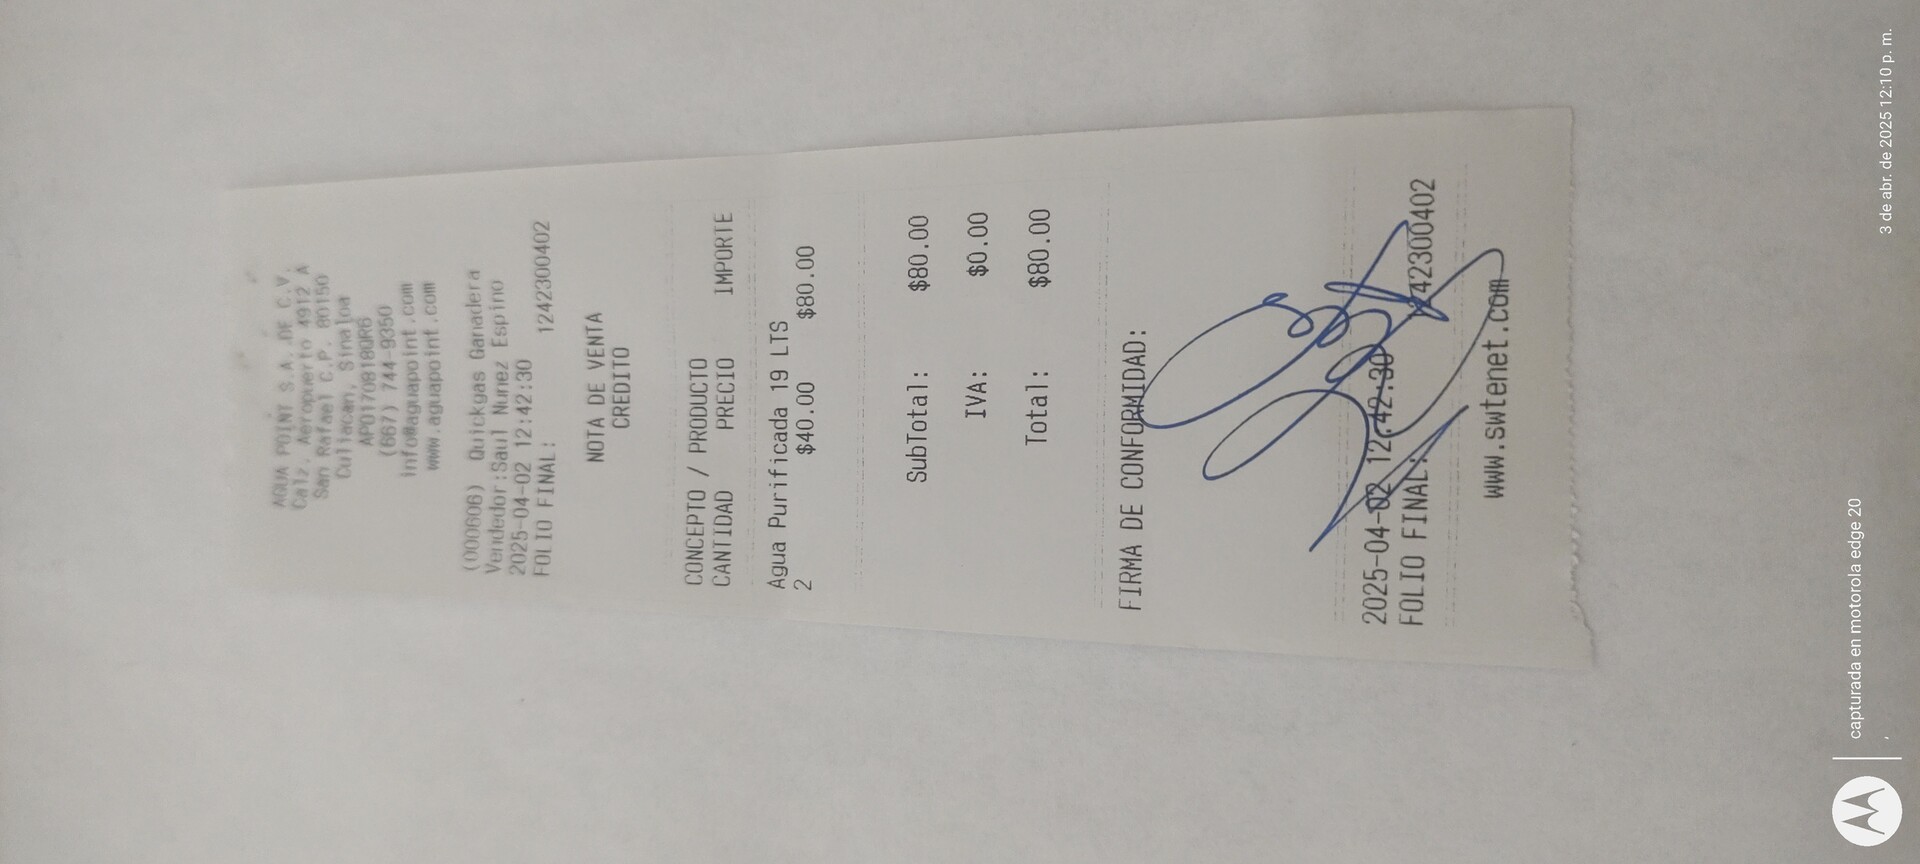 AGUA POINT S.A. DE C.V.
Calz. Aeropuerto 4912 A
San Rafael C.P. 80150
Culiacan, Sinaloa
APO170818QR6
(667) 744-9350
info@aguapoint.com
www.aguapoint.com
(000606) Quickgas Ganadera
Vendedor:Saul Nunez Espino
2025-04-02 12:42:30
FOLIO FINAL: 1242300402
NOTA DE VENTA
CREDITO
CONCEPTO / PRODUCTO
CANTIDAD PRECIO IMPORTE
Agua Purificada 19 LTS
2 $40.00 $80.00
SubTotal: $80.00
IVA: $0.00
Total: $80.00
FIRMA DE CONFORMIDAD:
2025-04-02 12:42:30
FOLIO FINAL: 1242300402
www.swtenet.com
capturada en motorola edge 20
3 de abr. de 2025 12:10 p. m.